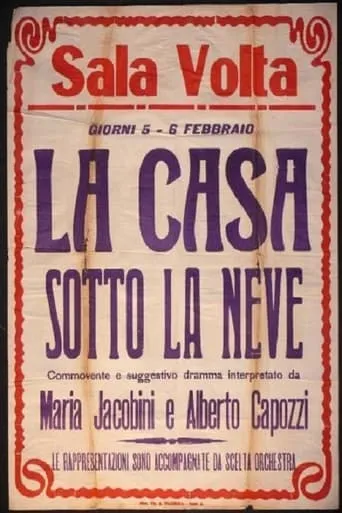 Sala Volta
GIORNI 5 - 6 FEBBRAIO
LA CASA
SOTTO LA NEVE
Commovente e suggestivo dramma interpretato da
Maria Jacobini e Alberto Capozzi
LE RAPPRESENTAZIONI SONO ACCOMPAGNATE DA SCELTA ORCHESTRA